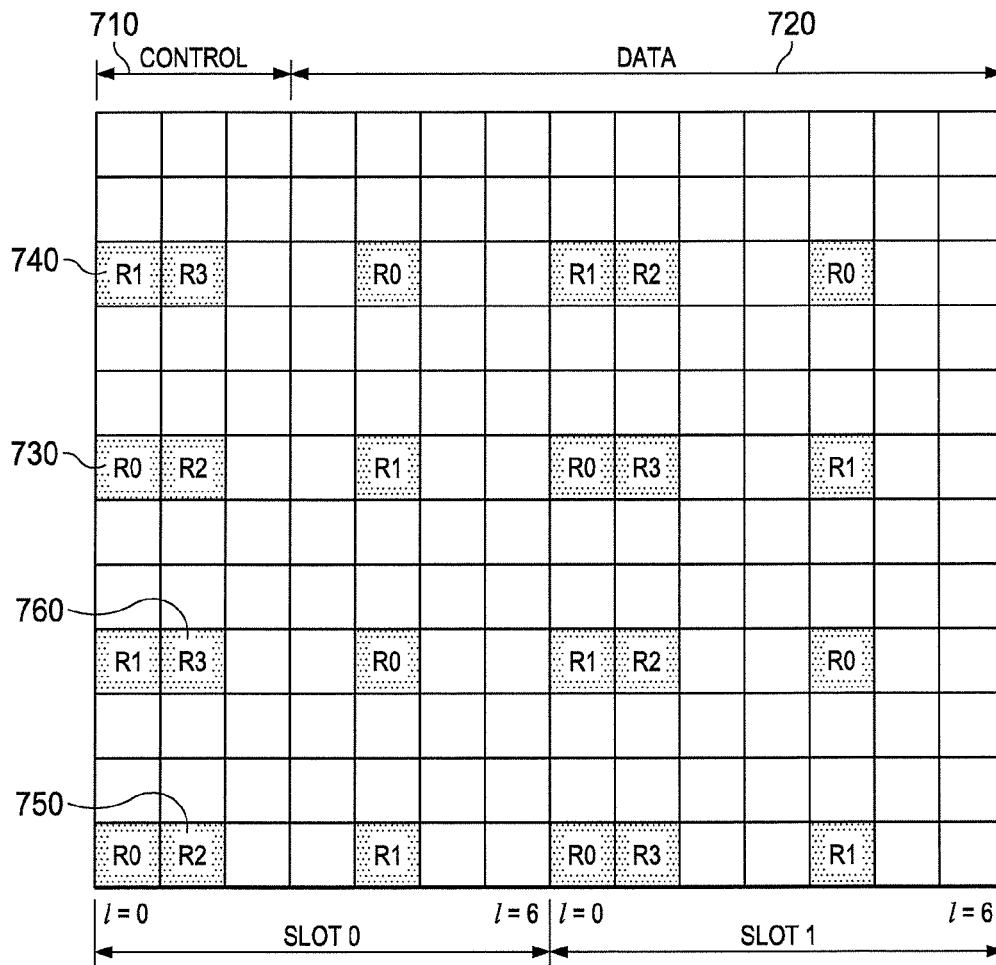 710 720
CONTROL DATA
740 R1 R3 R0 R1 R2 R0
730 R0 R2 R1 R0 R3 R1
760
R1 R3 R0 R1 R2 R0
750
R0 R2 R1 R0 R3 R1
l = 0 l = 6 l = 0 l = 6
SLOT 0 SLOT 1